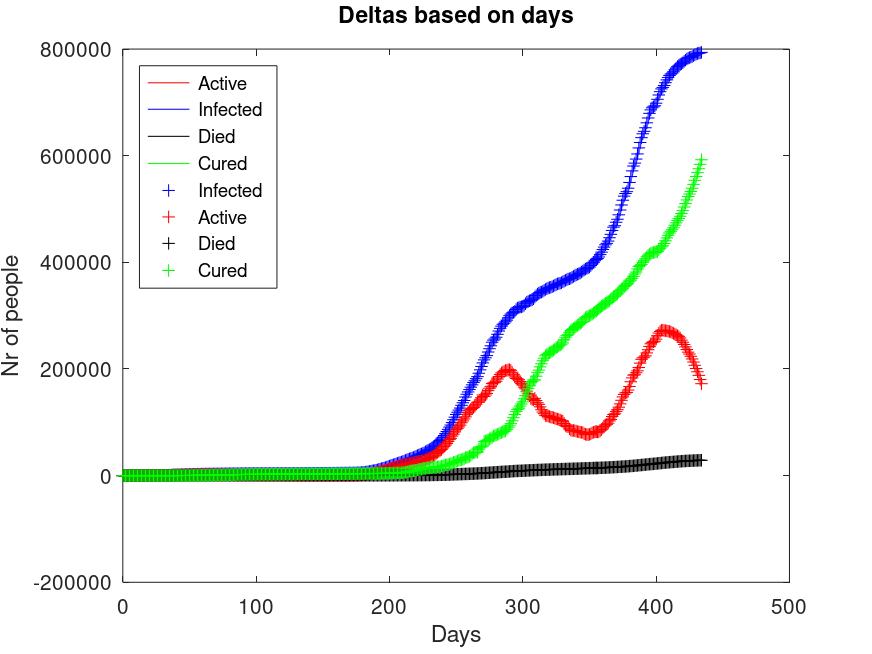 Deltas based on days
800000
600000
400000
200000
0
-200000
Nr of people
Active
Infected
Died
Cured
Infected
Active
Died
Cured
0 100 200 300 400 500
Days